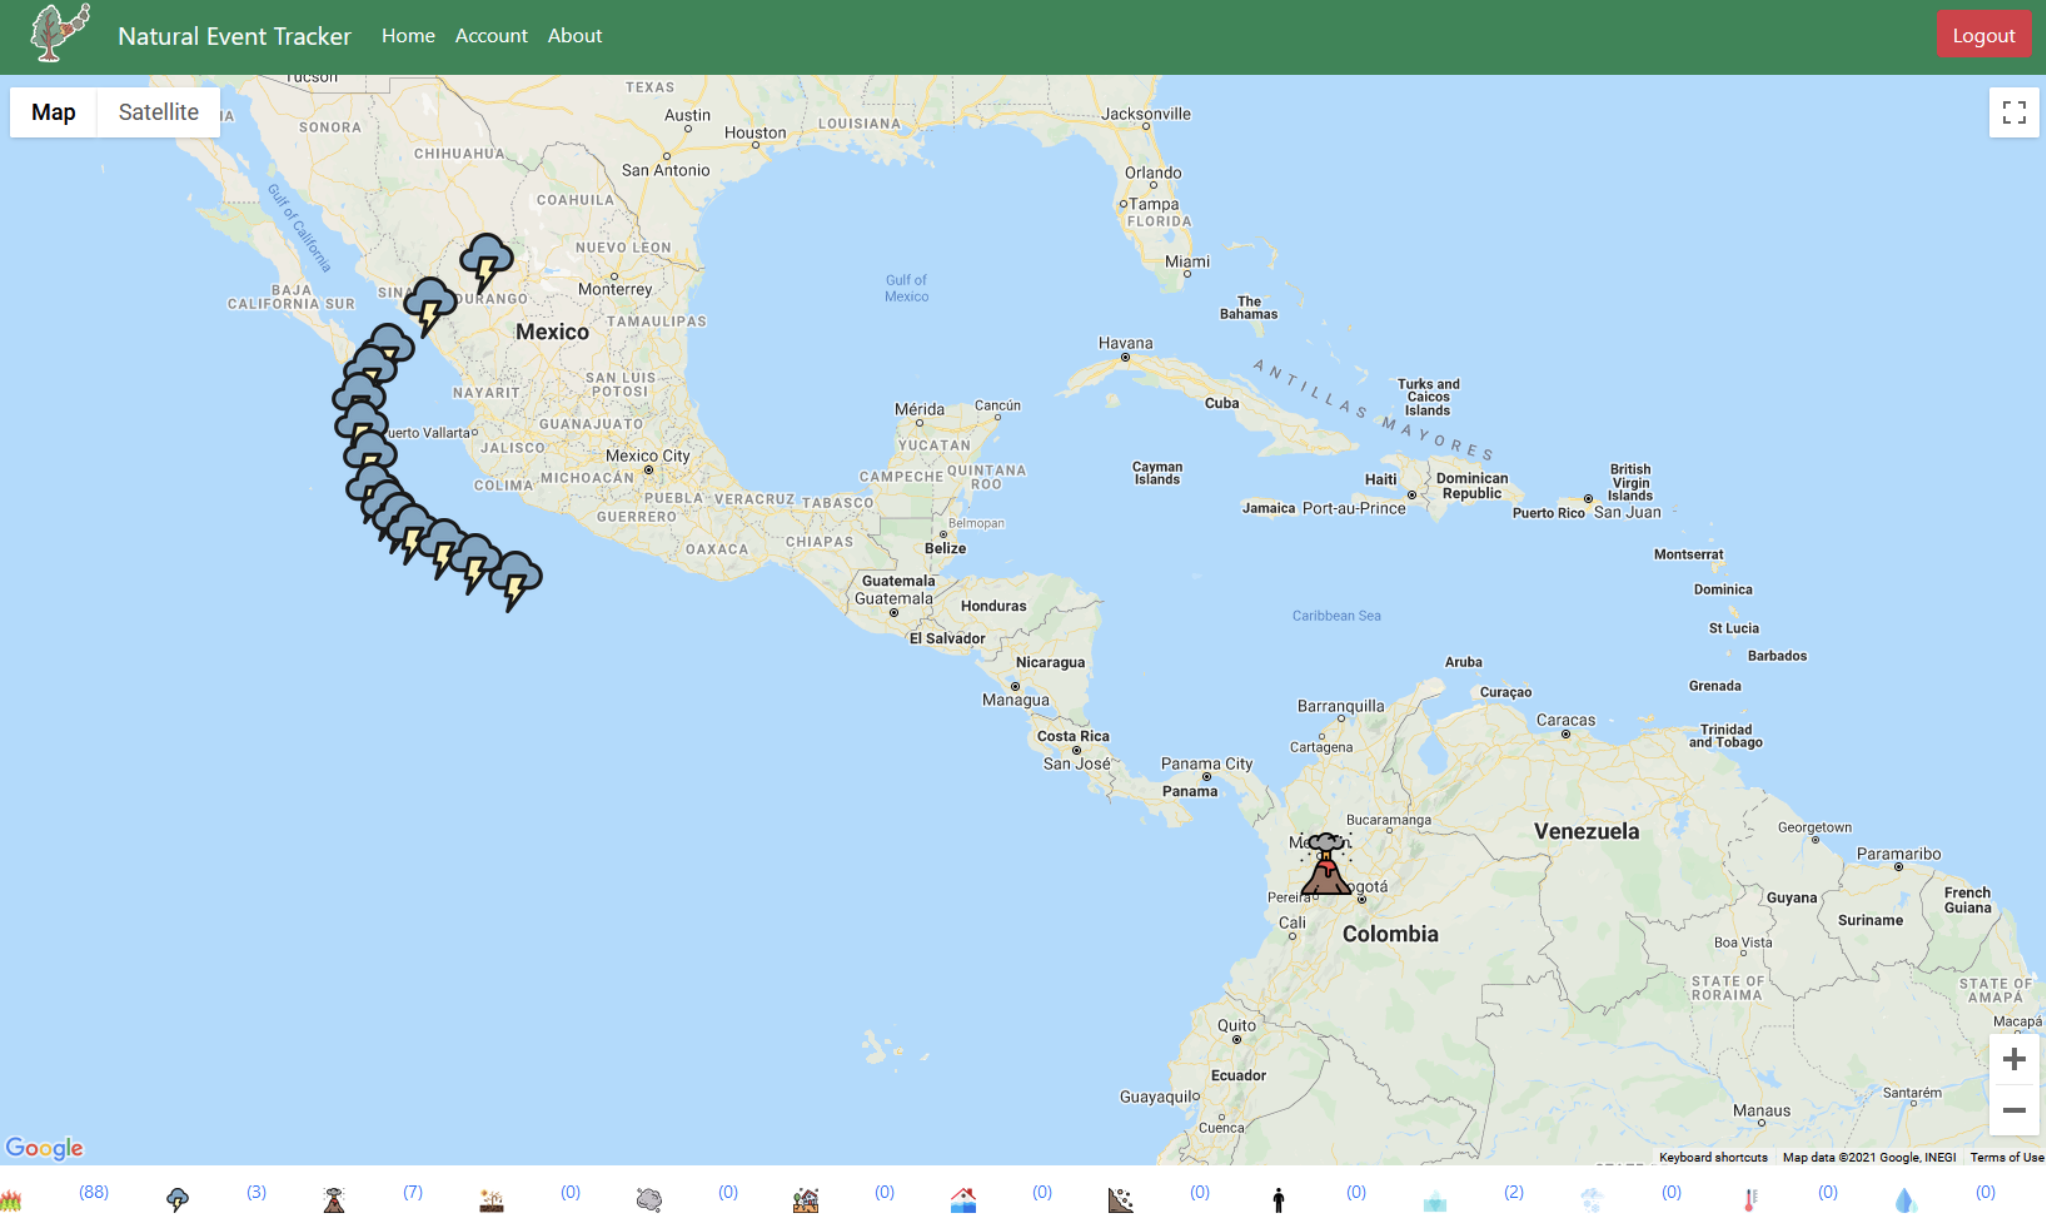 Natural Event Tracker
Home
Account
About
Logout
Map
Satellite
Tucson
TEXAS
Austin
Houston
LOUISIANA
Jacksonville
SONORA
CHIHUAHUA
San Antonio
Orlando
Tampa
FLORIDA
COAHUILA
Gulf of California
NUEVO LEON
Miami
Monterrey
Gulf of
Mexico
BAJA
CALIFORNIA SUR
DURANGO
The
Bahamas
Mexico
TAMAULIPAS
Havana
SAN LUIS
POTOSI
NAYARIT
ANTILLAS MAYORES
Turks and
Caicos
Islands
Cuba
Mérida
Cancún
GUANAJUATO
uerto Vallarta
JALISCO
YUCATAN
Mexico City
COLIMA
MICHOACÁN
CAMPECHE
QUINTANA
ROO
Cayman
Islands
Haiti
Dominican
Republic
British
Virgin
Islands
PUEBLA
VERACRUZ
TABASCO
GUERRERO
Jamaica
Port-au-Prince
Puerto Rico
San Juan
Belmopan
OAXACA
CHIAPAS
Belize
Montserrat
Guatemala
Guatemala
Honduras
Dominica
Caribbean Sea
El Salvador
St Lucia
Nicaragua
Barbados
Aruba
Managua
Curaçao
Grenada
Barranquilla
Caracas
Costa Rica
Cartagena
Trinidad
and Tobago
San José
Panama City
Panama
Bucaramanga
Venezuela
Georgetown
Paramaribo
ogotá
Pereira
Guyana
French
Guiana
Cali
Colombia
Suriname
Boa Vista
STATE OF
RORAIMA
STATE OF
AMAPÁ
Quito
Macapá
Ecuador
Guayaquil
Santarém
Manaus
Cuenca
Google
Keyboard shortcuts
Map data ©2021 Google, INEGI
Terms of Use
(88)
(3)
(7)
(0)
(0)
(0)
(0)
(0)
(0)
(2)
(0)
(0)
(0)